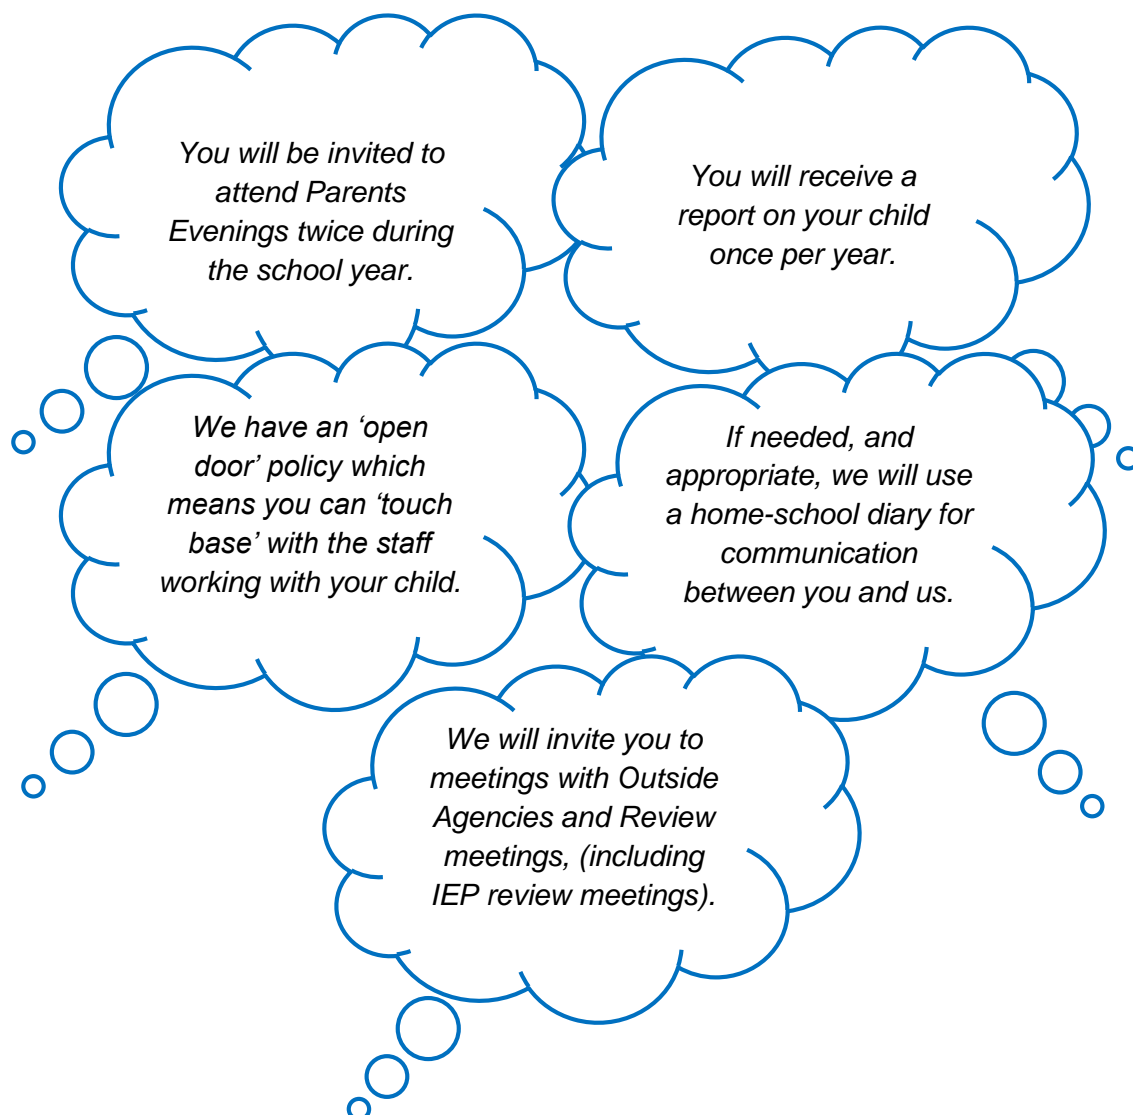 You will be invited to
attend Parents
Evenings twice during
the school year.
You will receive a
report on your child
once per year.
We have an ‘open
door’ policy which
means you can ‘touch
base’ with the staff
working with your child.
If needed, and
appropriate, we will use
a home-school diary for
communication
between you and us.
We will invite you to
meetings with Outside
Agencies and Review
meetings, (including
IEP review meetings).